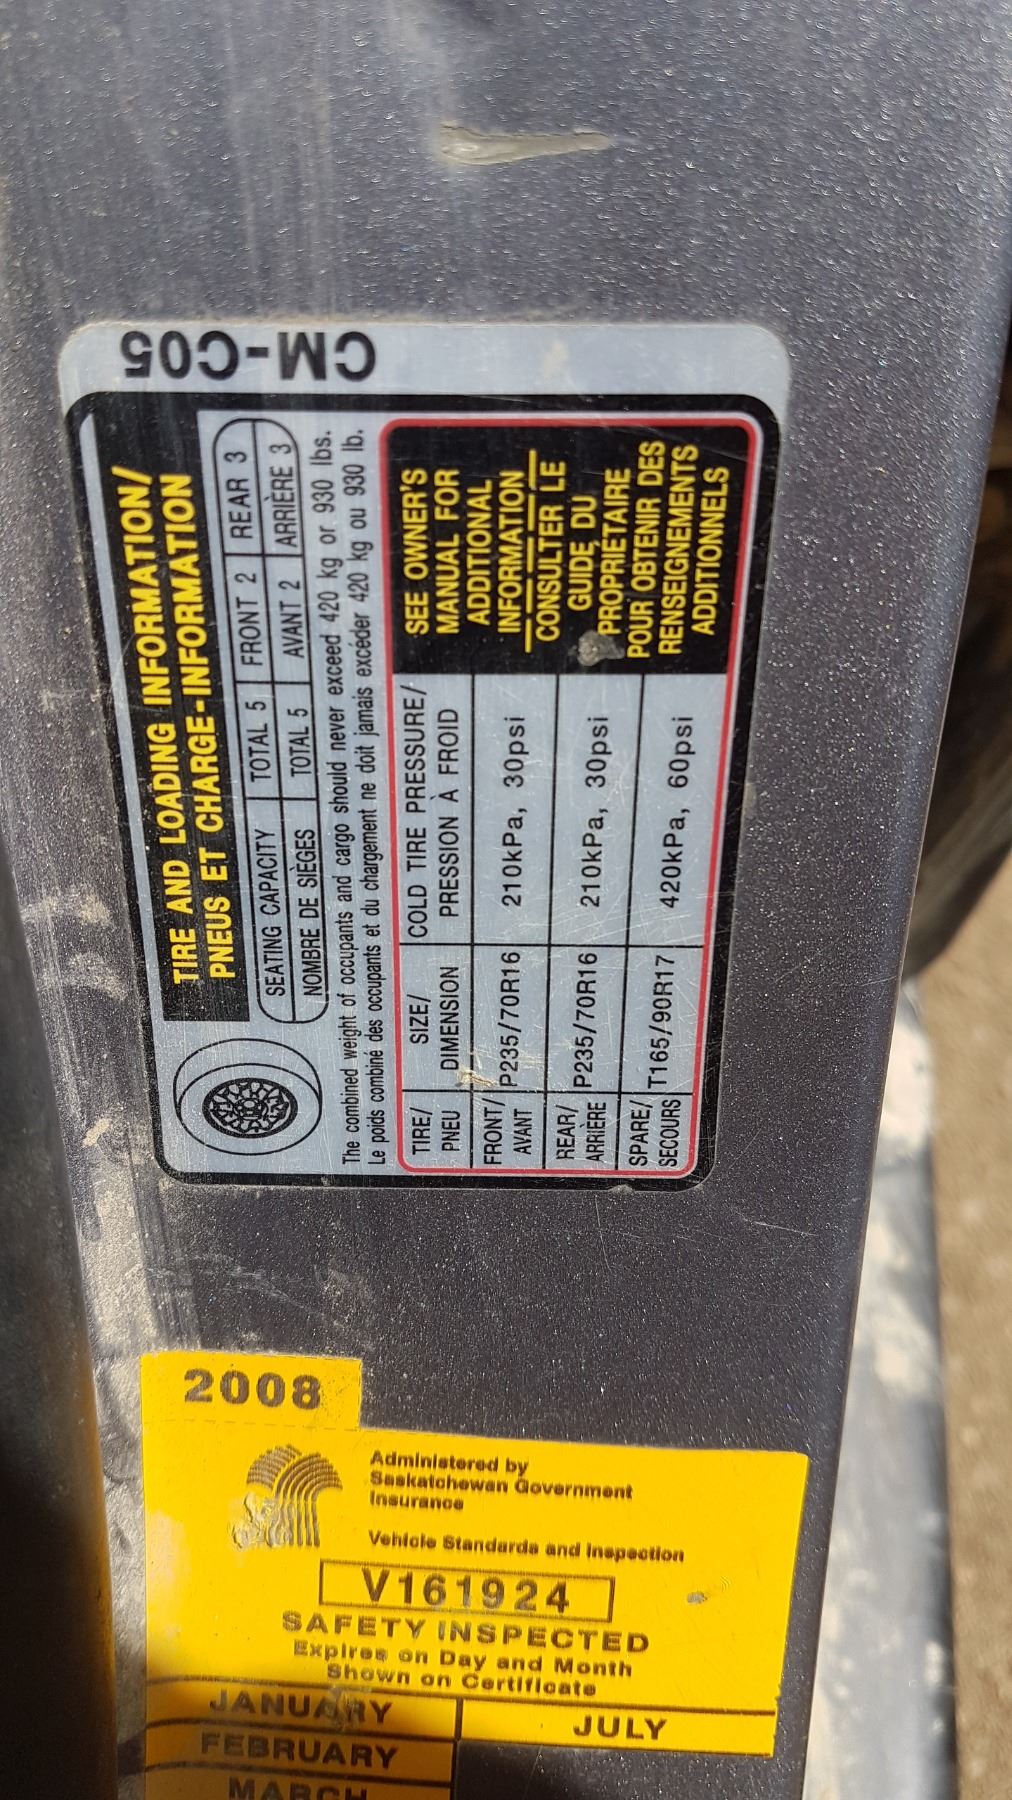 CM-C05
TIRE AND LOADING INFORMATION/
PNEUS ET CHARGE-INFORMATION
SEATING CAPACITY TOTAL 5 FRONT 2 REAR 3
NOMBRE DE SIÈGES TOTAL 5 AVANT 2 ARRIÈRE 3
The combined weight of occupants and cargo should never exceed 420 kg or 930 lbs.
Le poids combiné des occupants et du chargement ne doit jamais excéder 420 kg ou 930 lb.
TIRE/ SIZE/ COLD TIRE PRESSURE/
PNEU DIMENSION PRESSION À FROID
FRONT/ P235/70R16 210kPa, 30psi
AVANT
REAR/ P235/70R16 210kPa, 30psi
ARRIÈRE
SPARE/ T165/90R17 420kPa, 60psi
SECOURS
SEE OWNER'S
MANUAL FOR
ADDITIONAL
INFORMATION
CONSULTER LE
GUIDE DU
PROPRIETAIRE
POUR OBTENIR DES
RENSEIGNEMENTS
ADDITIONNELS
2008
Administered by
Saskatchewan Government
Insurance
Vehicle Standards and Inspection
V161924
SAFETY INSPECTED
Expires on Day and Month
Shown on Certificate
JANUARY JULY
FEBRUARY
MARCH